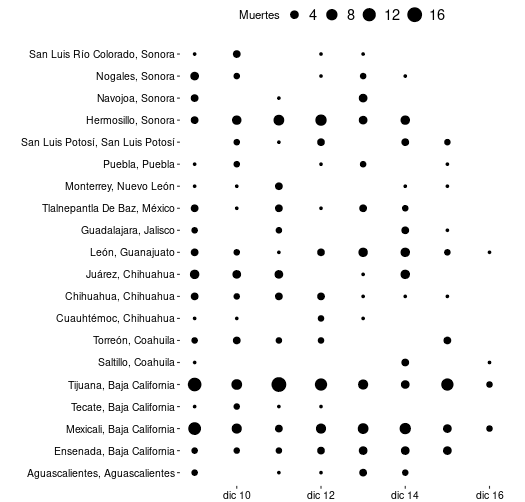 Muertes 4 8 12 16
San Luis Río Colorado, Sonora
Nogales, Sonora
Navojoa, Sonora
Hermosillo, Sonora
San Luis Potosí, San Luis Potosí
Puebla, Puebla
Monterrey, Nuevo León
Tlalnepantla De Baz, México
Guadalajara, Jalisco
León, Guanajuato
Juárez, Chihuahua
Chihuahua, Chihuahua
Cuauhtémoc, Chihuahua
Torreón, Coahuila
Saltillo, Coahuila
Tijuana, Baja California
Tecate, Baja California
Mexicali, Baja California
Ensenada, Baja California
Aguascalientes, Aguascalientes
dic 10 dic 12 dic 14 dic 16